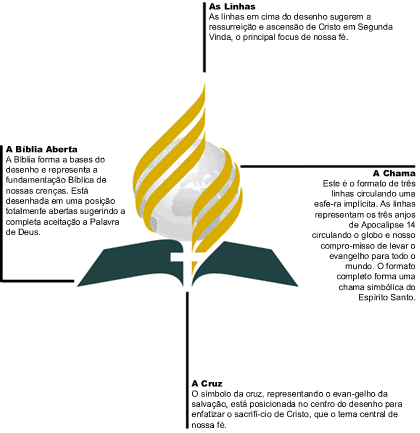 As Linhas
As linhas em cima do desenho sugerem a
ressurreição e ascensão de Cristo em Segunda
Vinda, o principal focus de nossa fé.
A Bíblia Aberta
A Bíblia forma a bases do
desenho e representa a
fundamentação Bíblica de
nossas crenças. Está
desenhada em uma posição
totalmente abertas sugerindo a
completa aceitação a Palavra
de Deus.
A Chama
Este é o formato de três
linhas circulando uma
esfe-ra implícita. As linhas
representam os três anjos
de Apocalipse 14
circulando o globo e nosso
compro-misso de levar o
evangelho para todo o
mundo. O formato
completo forma uma
chama simbólica do
Espírito Santo.
A Cruz
O símbolo da cruz, representando o evan-gelho da
salvação, está posicionada no centro do desenho para
enfatizar o sacrifí-cio de Cristo, que o tema central de
nossa fé.